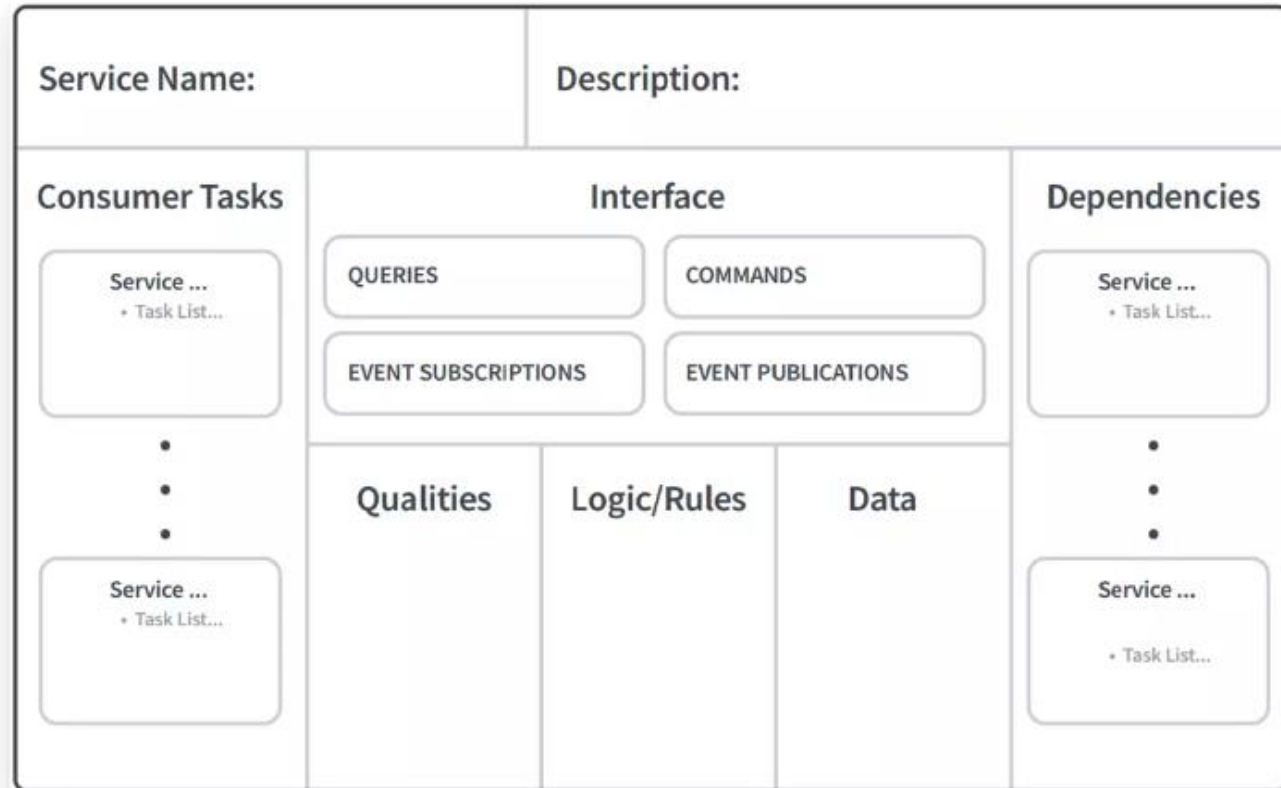 Service Name:
Description:
Consumer Tasks
Service ...
• Task List...
Service ...
• Task List...
Interface
QUERIES
COMMANDS
EVENT SUBSCRIPTIONS
EVENT PUBLICATIONS
Qualities
Logic/Rules
Data
Dependencies
Service ...
• Task List...
Service ...
• Task List...